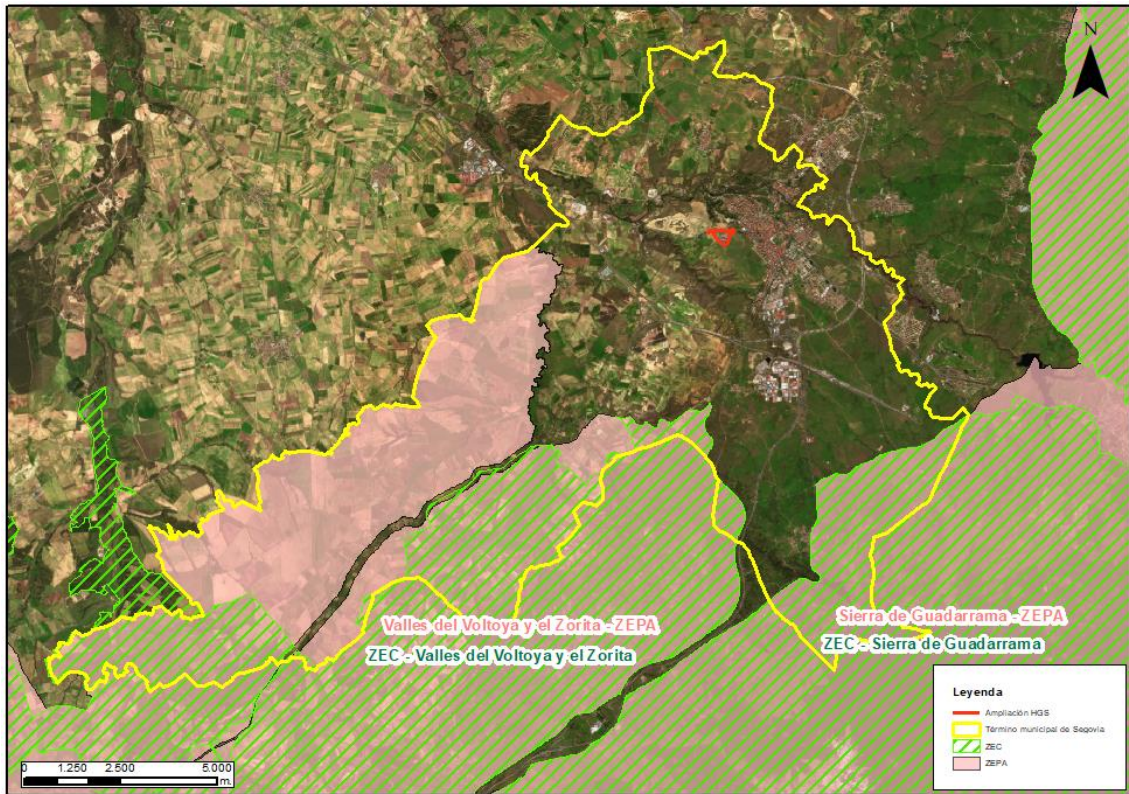 N
Valles del Voltoya y el Zorita - ZEPA
ZEC - Valles del Voltoya y el Zorita
Sierra de Guadarrama - ZEPA
ZEC - Sierra de Guadarrama
Leyenda
Ampliación HGS
Término municipal de Segovia
ZEC
ZEPA
0 1.250 2.500 5.000
m.